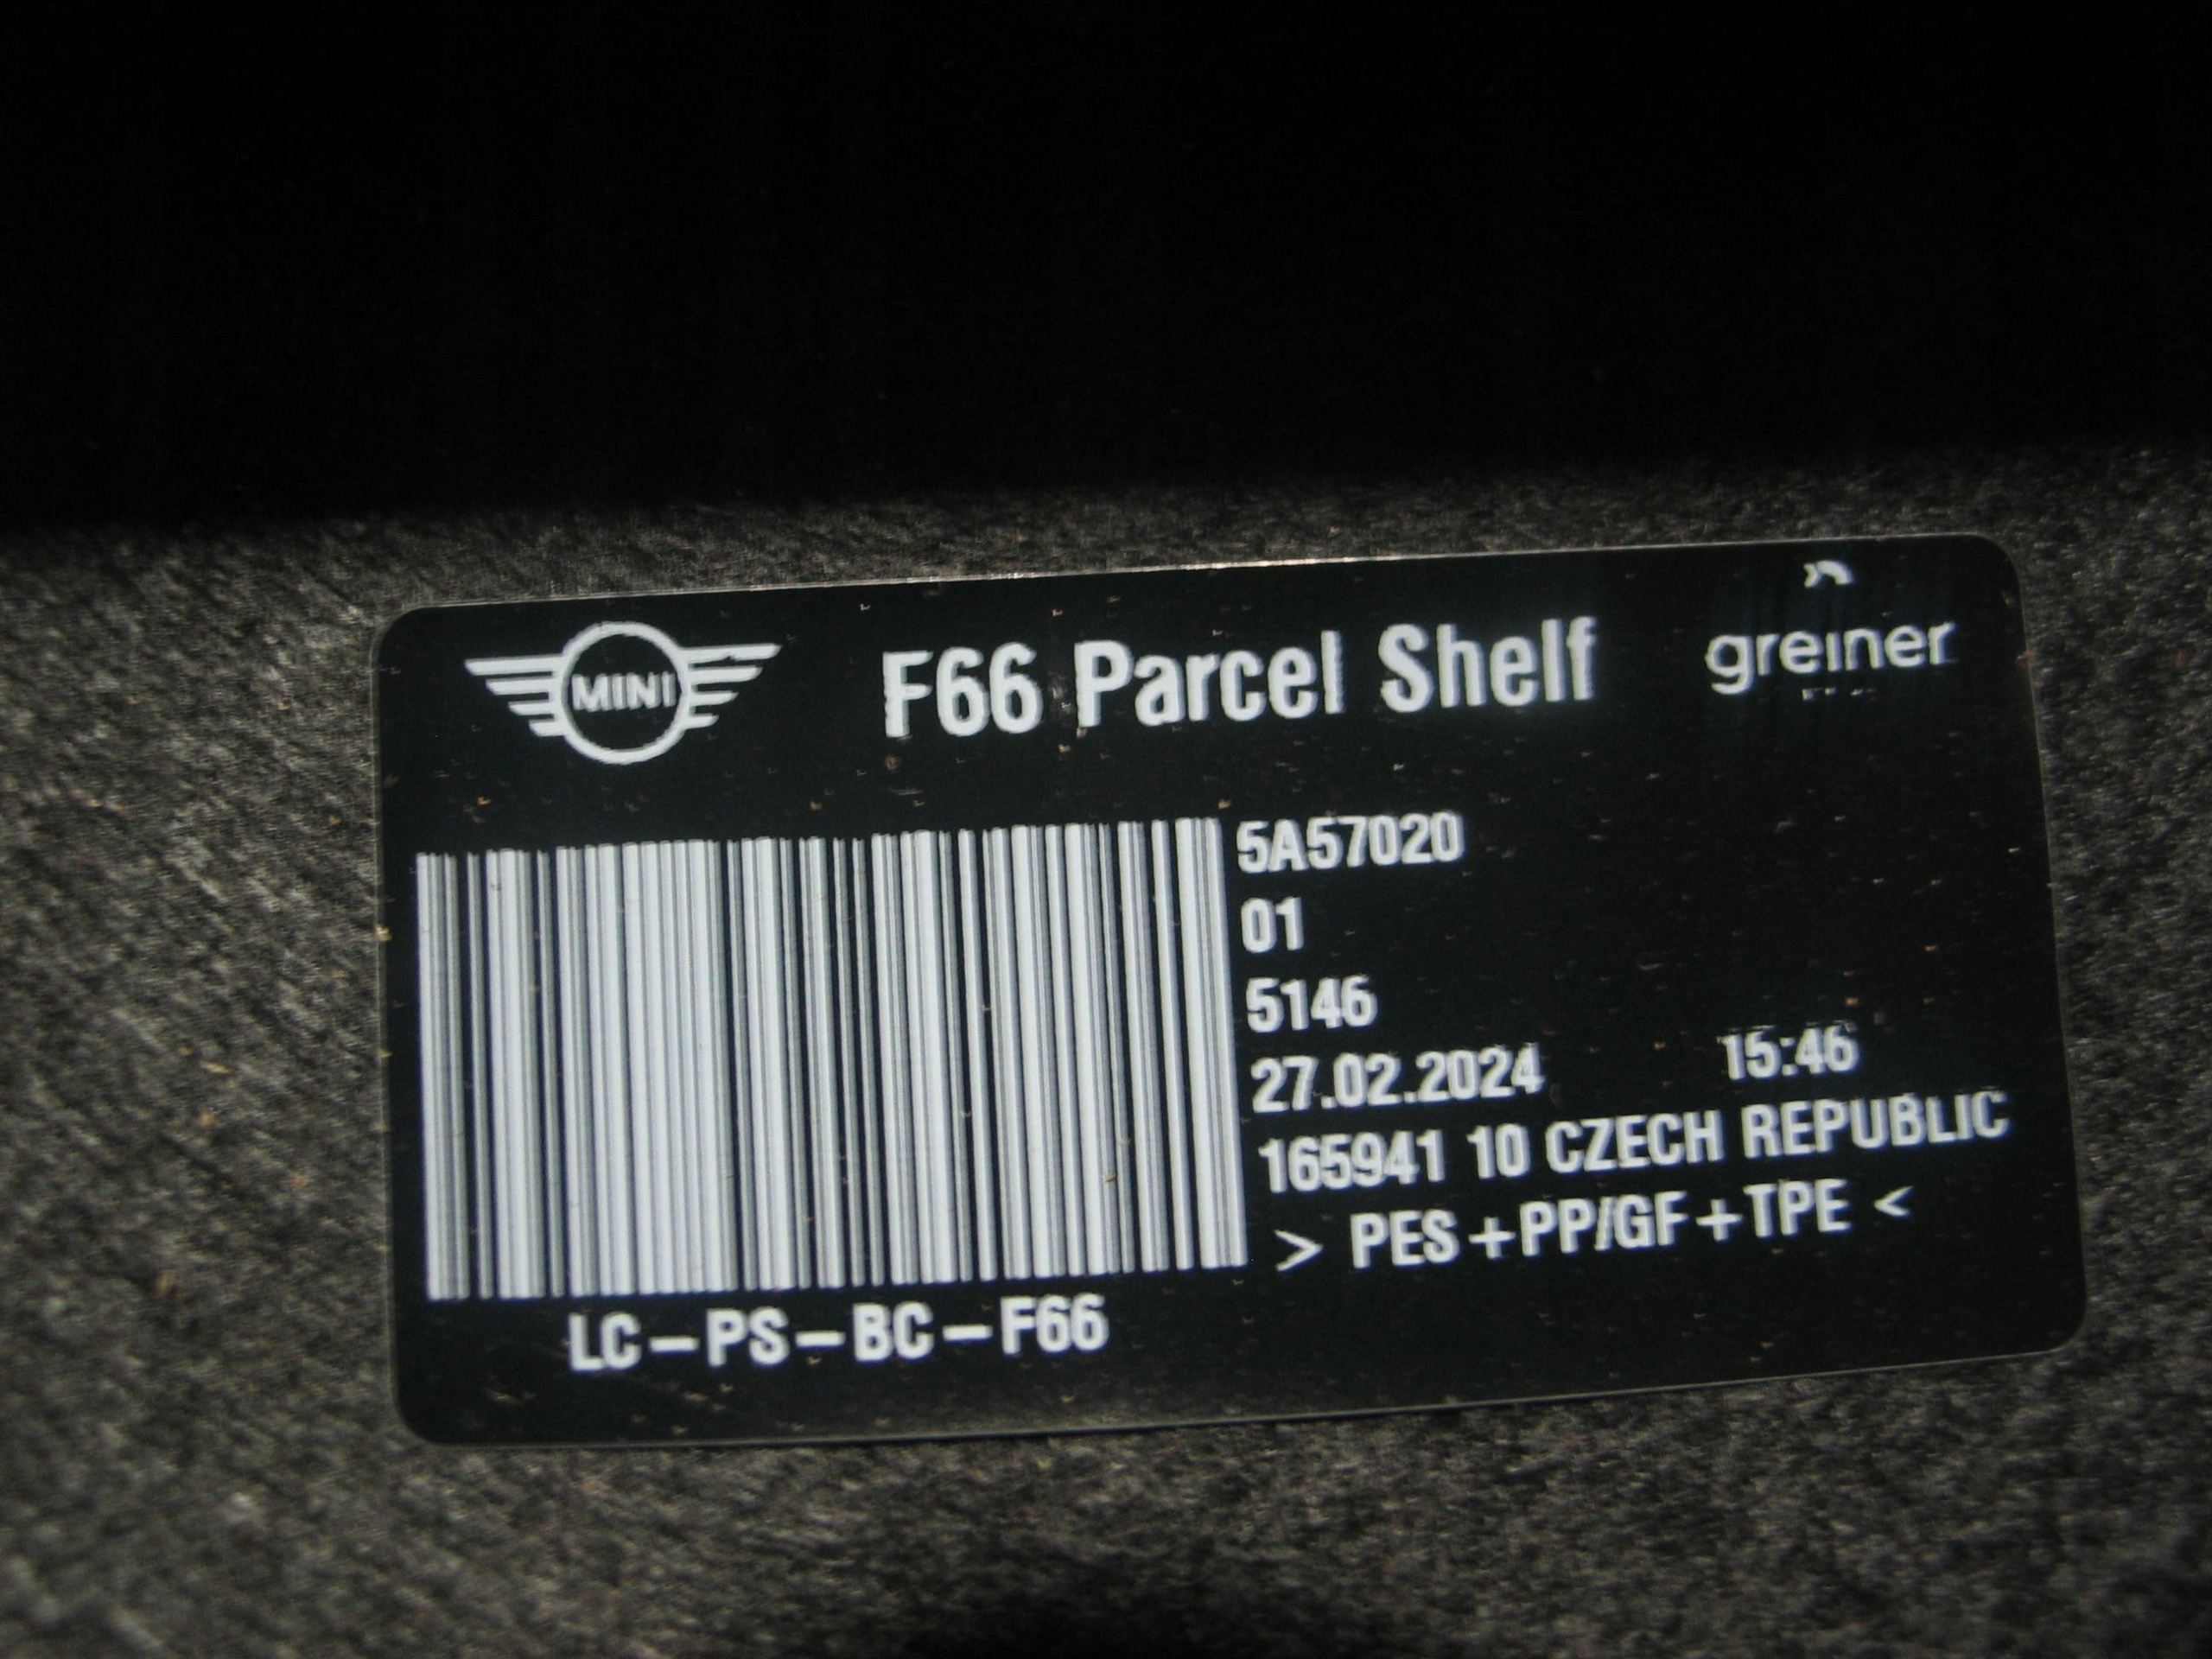 MINI
F66 Parcel Shelf
greiner
5A57020
01
5146
27.02.2024 15:46
165941 10 CZECH REPUBLIC
> PES+PP/GF+TPE <
LC-PS-BC-F66